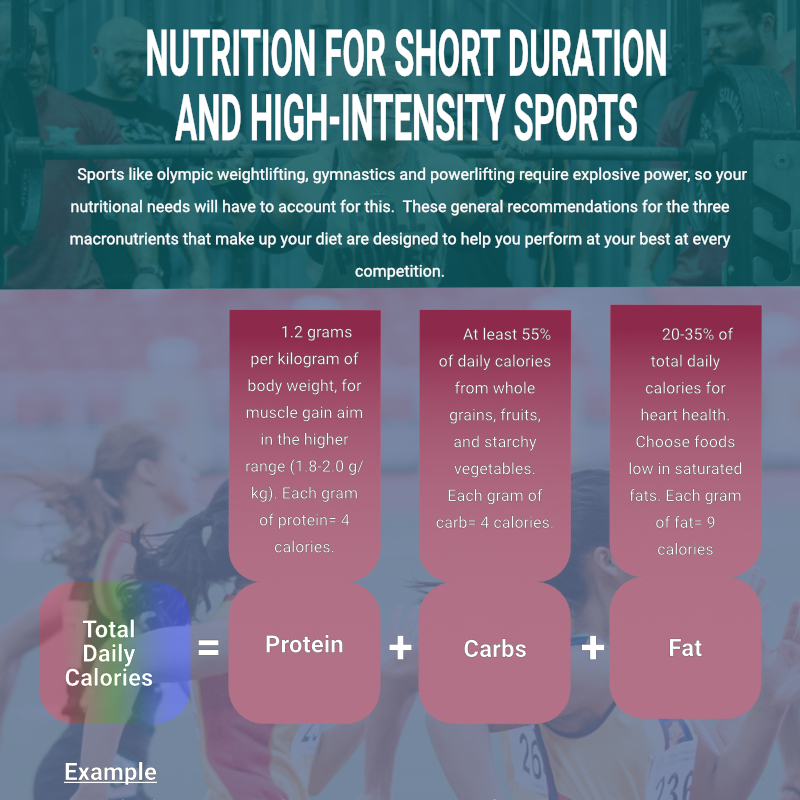 NUTRITION FOR SHORT DURATION
AND HIGH-INTENSITY SPORTS
Sports like olympic weightlifting, gymnastics and powerlifting require explosive power, so your
nutritional needs will have to account for this.  These general recommendations for the three
macronutrients that make up your diet are designed to help you perform at your best at every
competition.
1.2 grams
per kilogram of
body weight, for
muscle gain aim
in the higher
range (1.8-2.0 g/
kg). Each gram
of protein= 4
calories.
At least 55%
of daily calories
from whole
grains, fruits,
and starchy
vegetables.
Each gram of
carb= 4 calories.
20-35% of
total daily
calories for
heart health.
Choose foods
low in saturated
fats. Each gram
of fat= 9
calories
Total
Daily
Calories
=
Protein
+
Carbs
+
Fat
26
236
Example